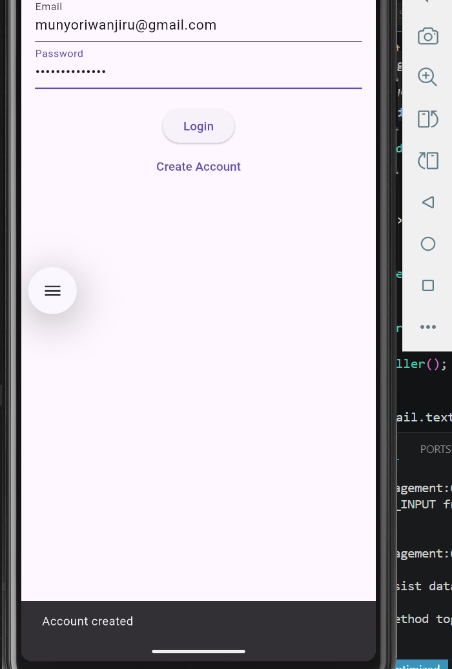 Email
munyoriwanjiru@gmail.com
Password
••••••••••••••
Login
Create Account
ller();
ail.text
PORTS
agement:
_INPUT
agement:
sist data
ethod
Account created